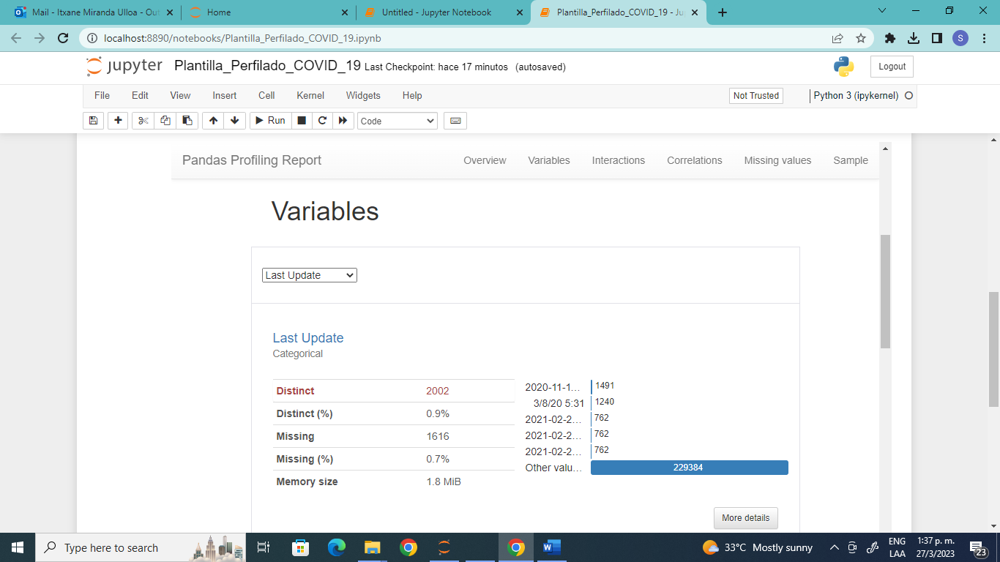 Mail - Itxane Miranda Ulloa - Out
Home
Untitled - Jupyter Notebook
Plantilla_Perfilado_COVID_19 - Ju
localhost:8890/notebooks/Plantilla_Perfilado_COVID_19.ipynb
S
jupyter Plantilla_Perfilado_COVID_19 Last Checkpoint: hace 17 minutos (autosaved)
Logout
File Edit View Insert Cell Kernel Widgets Help
Not Trusted
Python 3 (ipykernel)
Run
Code
Pandas Profiling Report
Overview Variables Interactions Correlations Missing values Sample
Variables
Last Update
Last Update
Categorical
Distinct 2002
Distinct (%) 0.9%
Missing 1616
Missing (%) 0.7%
Memory size 1.8 MiB
2020-11-1... 1491
3/8/20 5:31 1240
2021-02-2... 762
2021-02-2... 762
2021-02-2... 762
Other valu... 229384
More details
Type here to search
33°C Mostly sunny
ENG
LAA
1:37 p. m.
27/3/2023
23